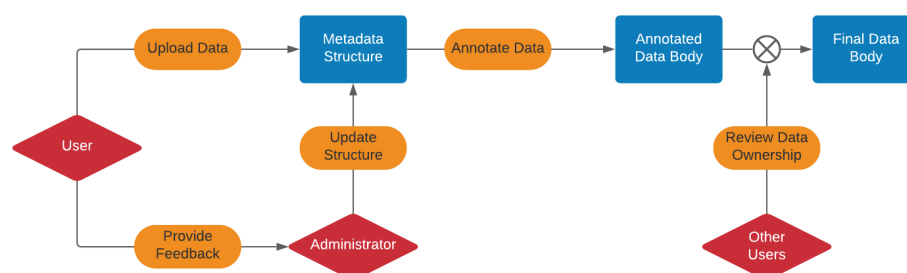 Upload Data
Metadata
Structure
Annotate Data
Annotated
Data Body
Final Data
Body
User
Update
Structure
Review Data
Ownership
Provide
Feedback
Administrator
Other
Users